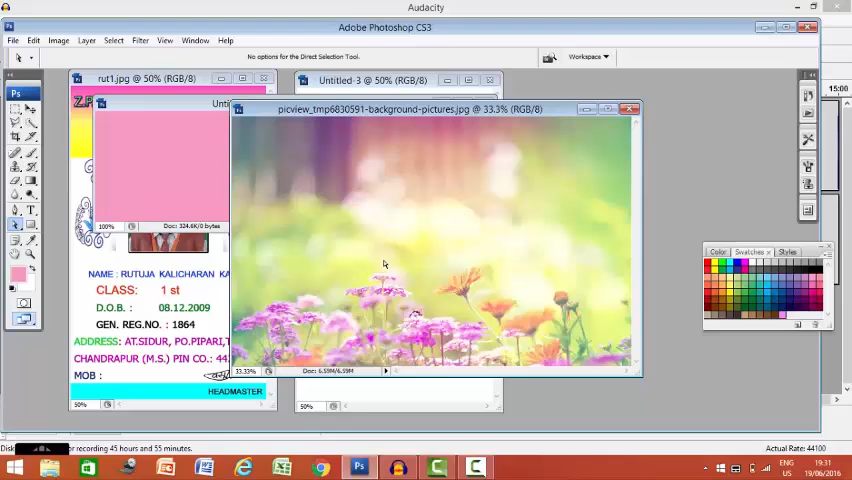 Audacity
Adobe Photoshop CS3
File Edit Image Layer Select Filter View Window Help
No options for the Direct Selection Tool.
Workspace
rut1.jpg @ 50% (RGB/8)
Untitled-3 @ 50% (RGB/8)
15:00
Z.P
picview_tmp6830591-background-pictures.jpg @ 33.3% (RGB/8)
100%
Doc: 324.6K/0 bytes
Color Swatches Styles
NAME : RUTUJA KALICHARAN KA
CLASS: 1 st
D.O.B. : 08.12.2009
GEN. REG.NO. : 1864
ADDRESS: AT.SIDUR, PO.PIPARI,
CHANDRAPUR (M.S.) PIN CO.: 44
33.33%
Doc: 6.59M/6.59M
MOB :
HEADMASTER
50%
50%
Disk
or recording 45 hours and 55 minutes.
Actual Rate: 44100
ENG
US
19:31
19/06/2016